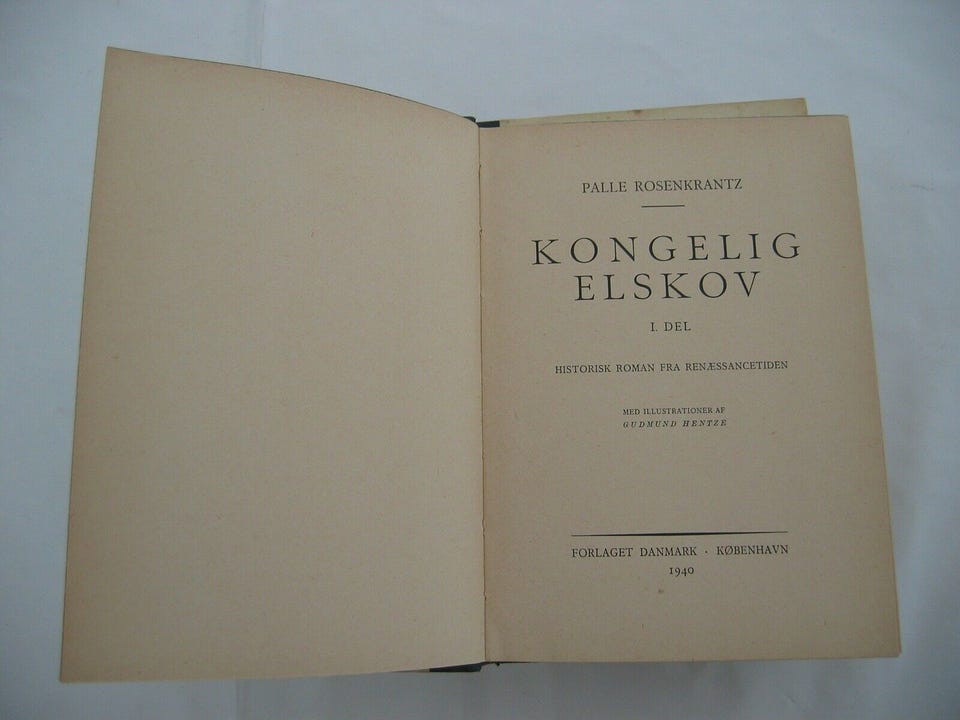 PALLE ROSENKRANTZ
KONGELIG
ELSKOV
I. DEL
HISTORISK ROMAN FRA RENÆSSANCETIDEN
MED ILLUSTRATIONER AF
GUDMUND HENTZE
FORLAGET DANMARK · KØBENHAVN
1940